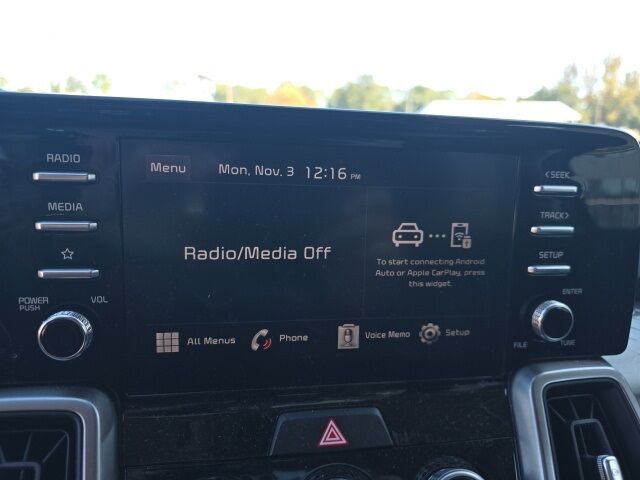 RADIO
MEDIA
POWER
PUSH
VOL
Menu
Mon, Nov. 3 12:16 PM
Radio/Media Off
To start connecting Android
Auto or Apple CarPlay, press
this widget.
All Menus
Phone
Voice Memo
Setup
<SEEK
TRACK>
SETUP
ENTER
FILE
TUNE